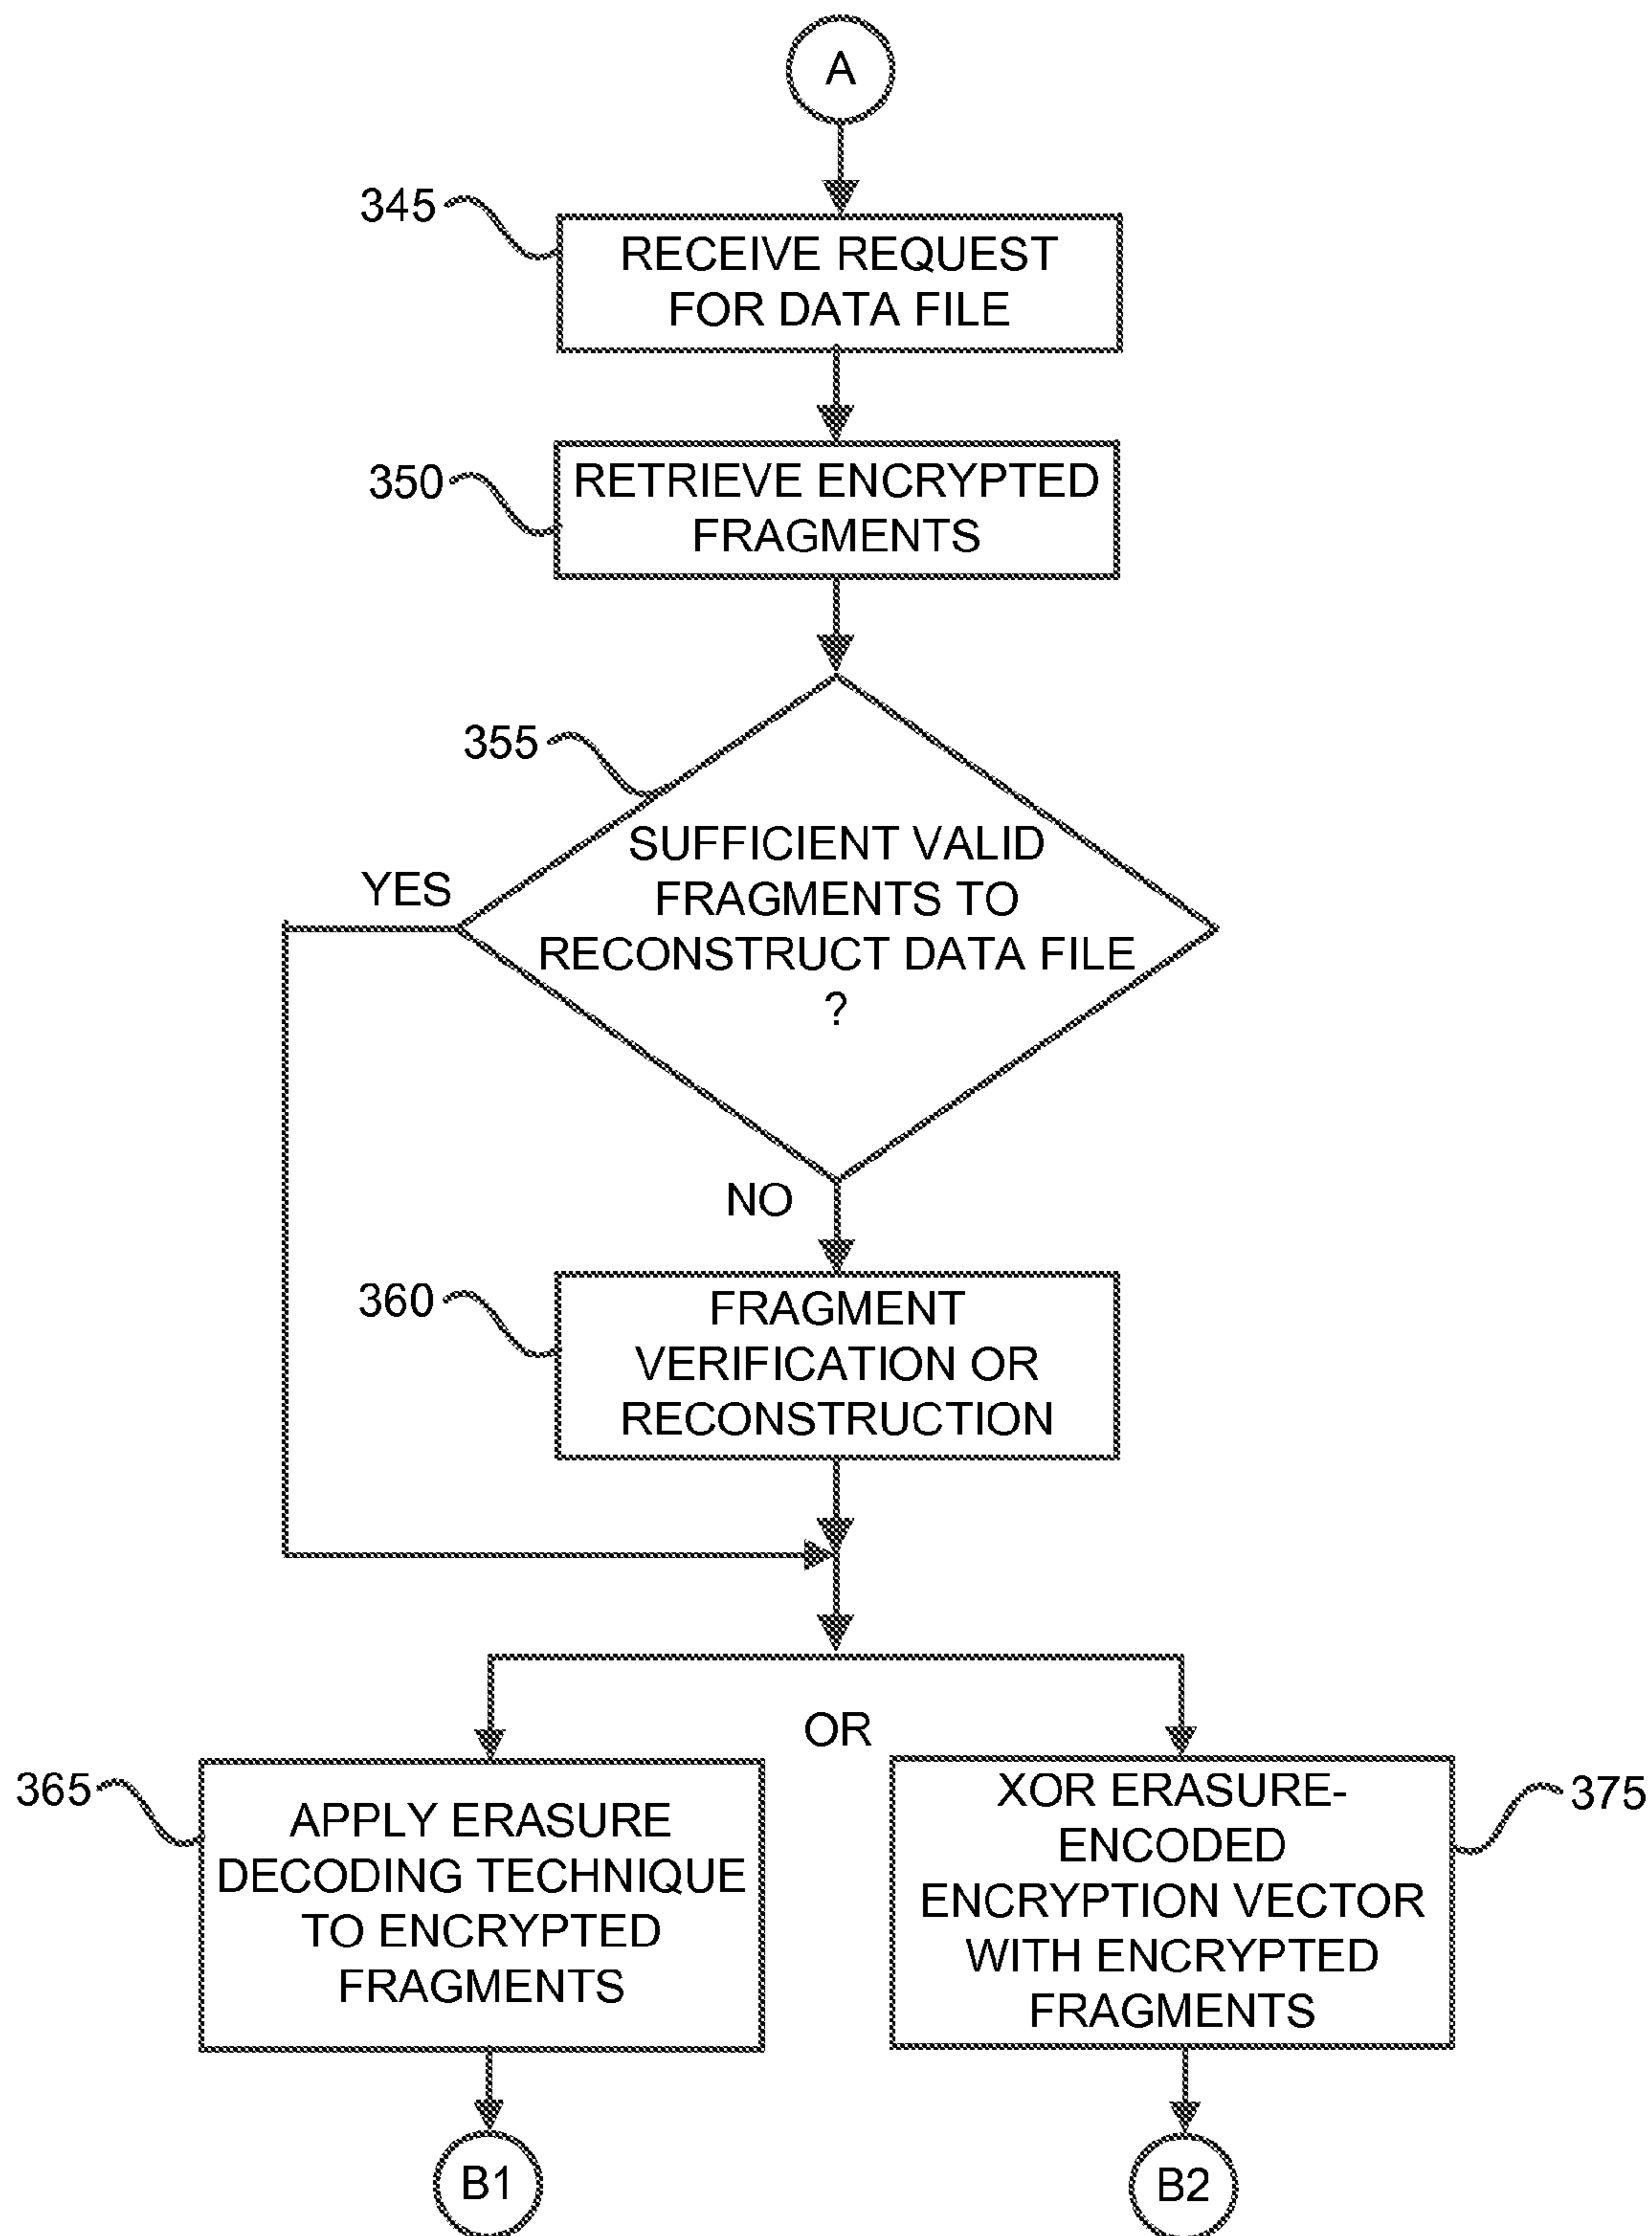 A
345
RECEIVE REQUEST
FOR DATA FILE
350
RETRIEVE ENCRYPTED
FRAGMENTS
355
SUFFICIENT VALID
FRAGMENTS TO
RECONSTRUCT DATA FILE
?
YES
NO
360
FRAGMENT
VERIFICATION OR
RECONSTRUCTION
OR
365
APPLY ERASURE
DECODING TECHNIQUE
TO ENCRYPTED
FRAGMENTS
375
XOR ERASURE-
ENCODED
ENCRYPTION VECTOR
WITH ENCRYPTED
FRAGMENTS
B1
B2